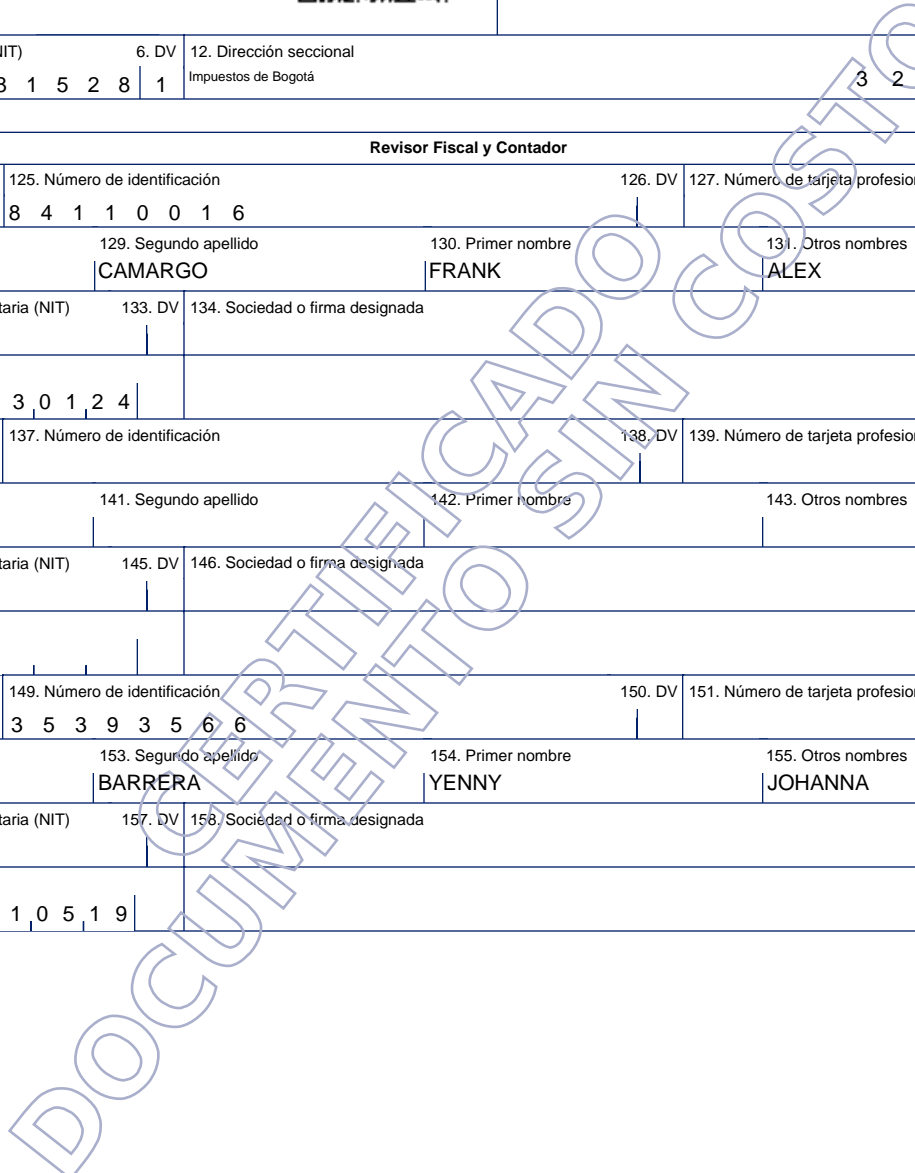 NIT) 6. DV 12. Dirección seccional
1 5 2 8 1 Impuestos de Bogotá 3 2
Revisor Fiscal y Contador
125. Número de identificación 126. DV 127. Número de tarjeta
8 4 1 1 0 0 1 6
129. Segundo apellido 130. Primer nombre 131. Otros nombres
CAMARGO FRANK ALEX
(NIT) 133. DV 134. Sociedad o firma designada
3 0 1 2 4
137. Número de identificación 138. DV 139. Número de tarjeta
141. Segundo apellido 142. Primer nombre 143. Otros nombres
(NIT) 145. DV 146. Sociedad o firma designada
149. Número de identificación 150. DV 151. Número de tarjeta
3 5 3 9 3 5 6 6
153. Segundo apellido 154. Primer nombre 155. Otros nombres
BARRERA YENNY JOHANNA
(NIT) 157. DV 158. Sociedad o firma designada
1 0 5 1 9
CERTIFICADO
DOCUMENTO SIN COSTO